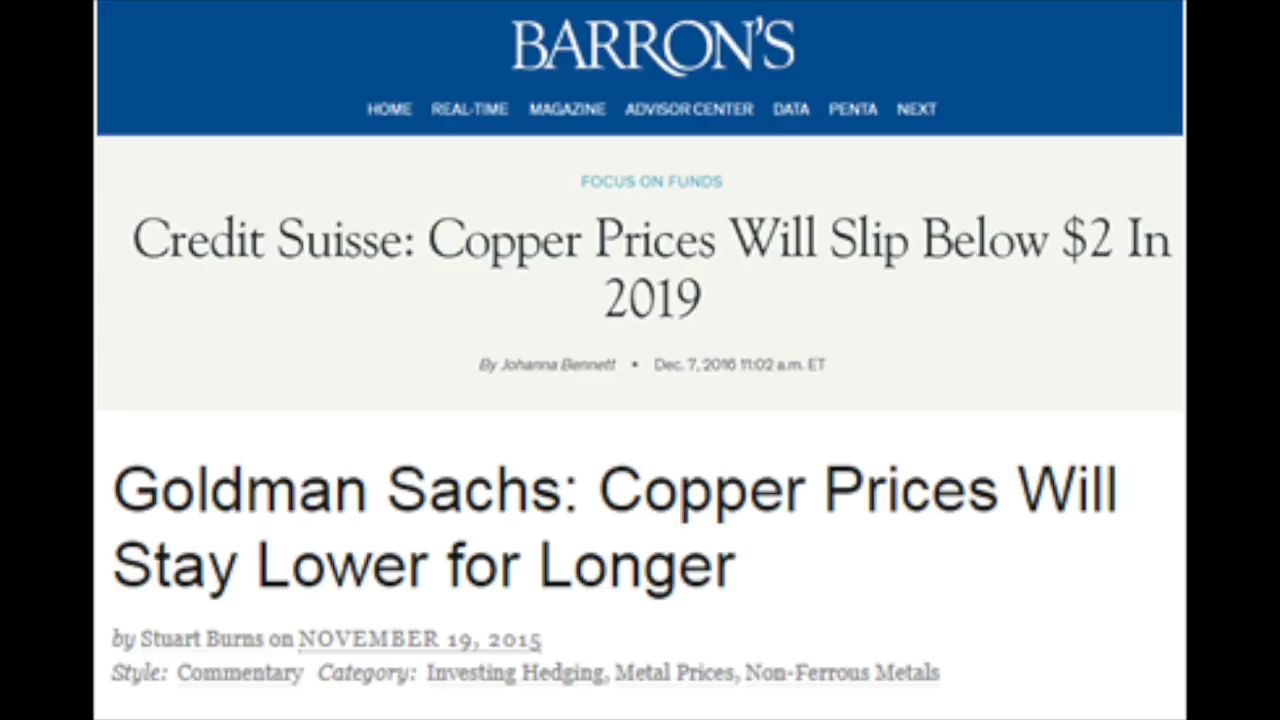 BARRON'S
HOME REAL-TIME MAGAZINE ADVISOR CENTER DATA PENTA NEXT
FOCUS ON FUNDS
Credit Suisse: Copper Prices Will Slip Below $2 In
2019
By Johanna Bennett • Dec. 7, 2016 11:02 a.m. ET
Goldman Sachs: Copper Prices Will
Stay Lower for Longer
by Stuart Burns on NOVEMBER 19, 2015
Style: Commentary Category: Investing Hedging, Metal Prices, Non-Ferrous Metals